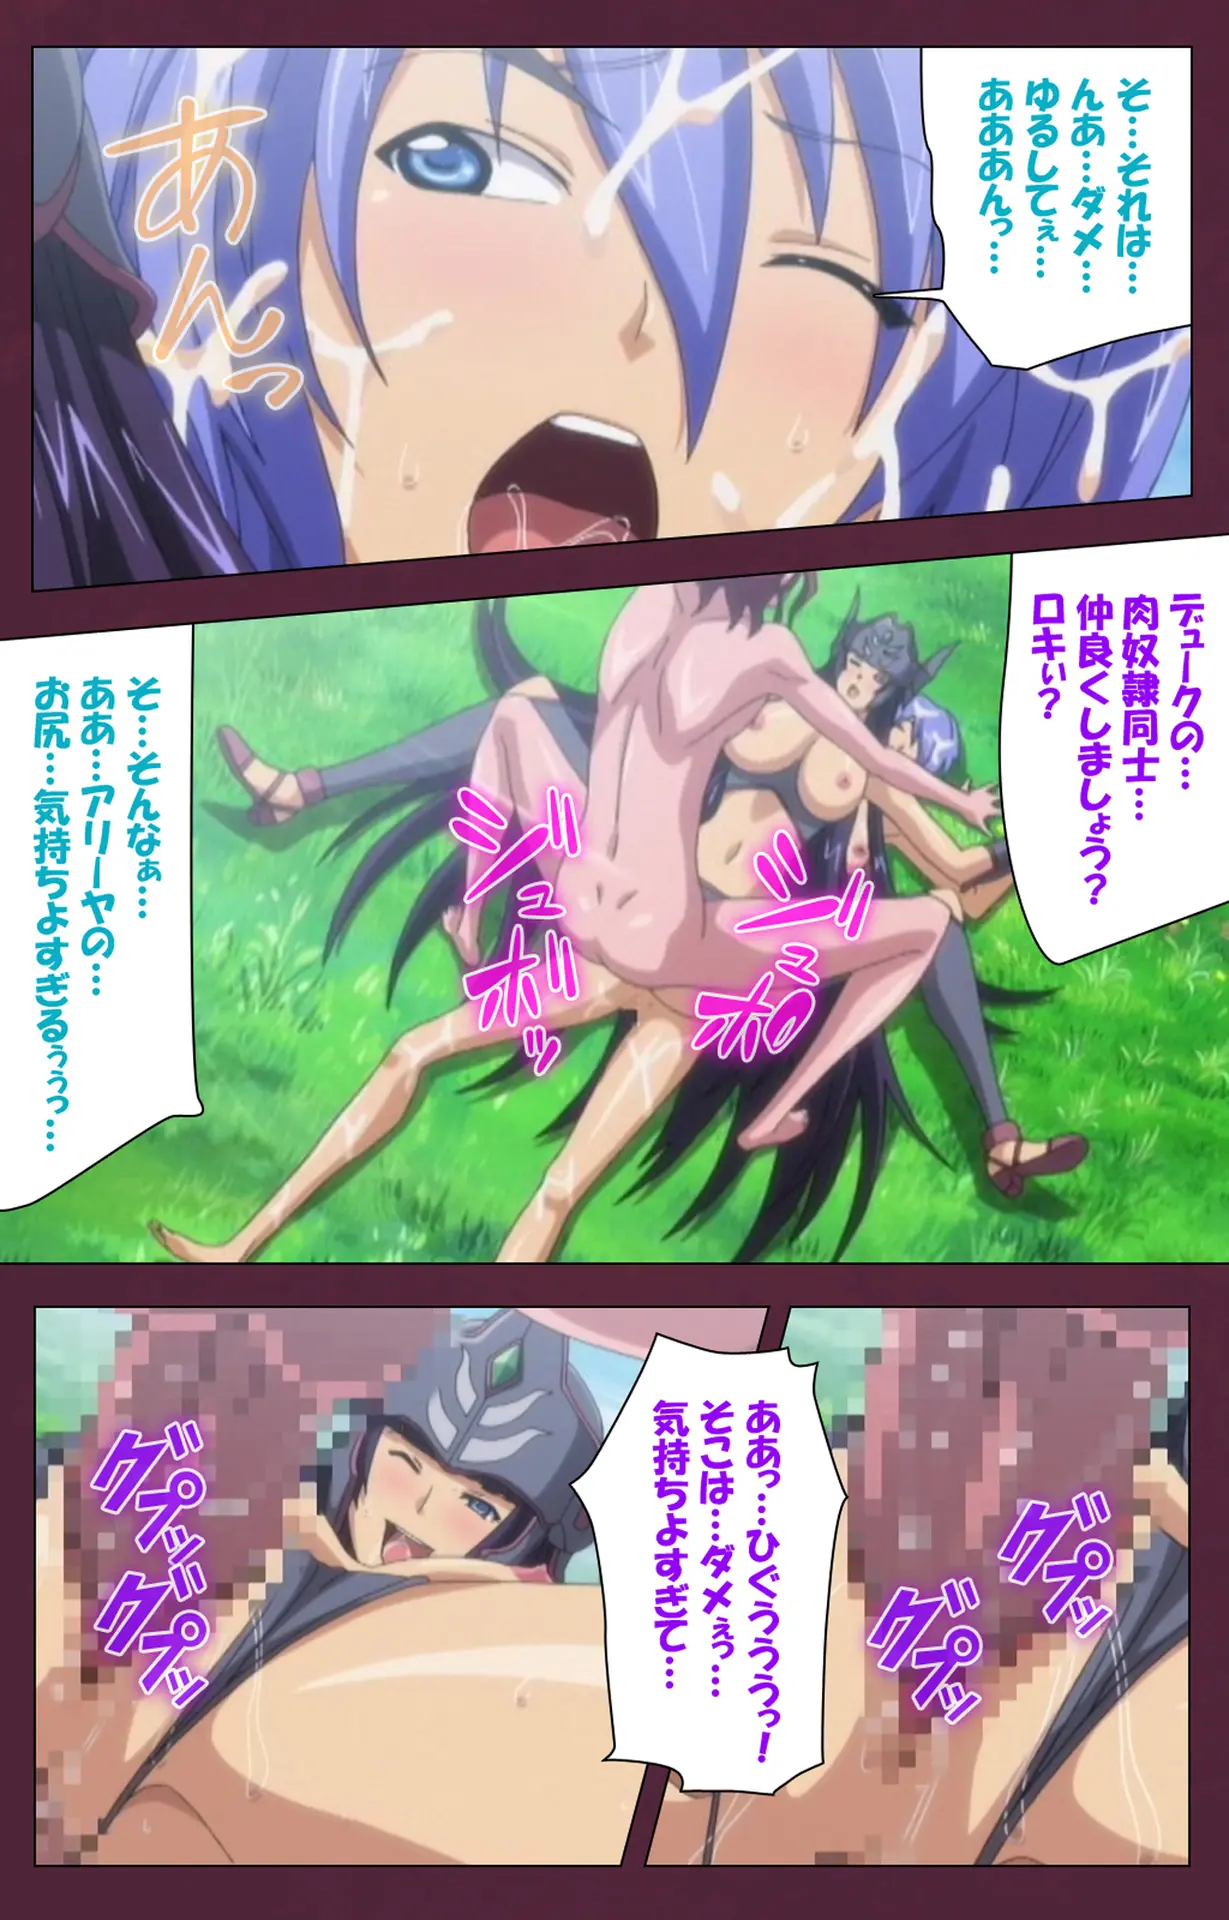 そ…それは…
んあ…ダメ…
ゆるしてぇ…
あああんっ…
あんっ
デュークの…
肉奴隷同士…
仲良くしましょう?
ロキぃ?
ジュボッ
ジュポ
そ…そんなぁ…
ああ…アリーヤの…
お尻…気持ちよすぎるぅぅっ…
グプッ
グプッ
ああっ…ひぐうううっ!
そこは…ダメぇっ…
気持ちよすぎて…
グプッ
グプッ